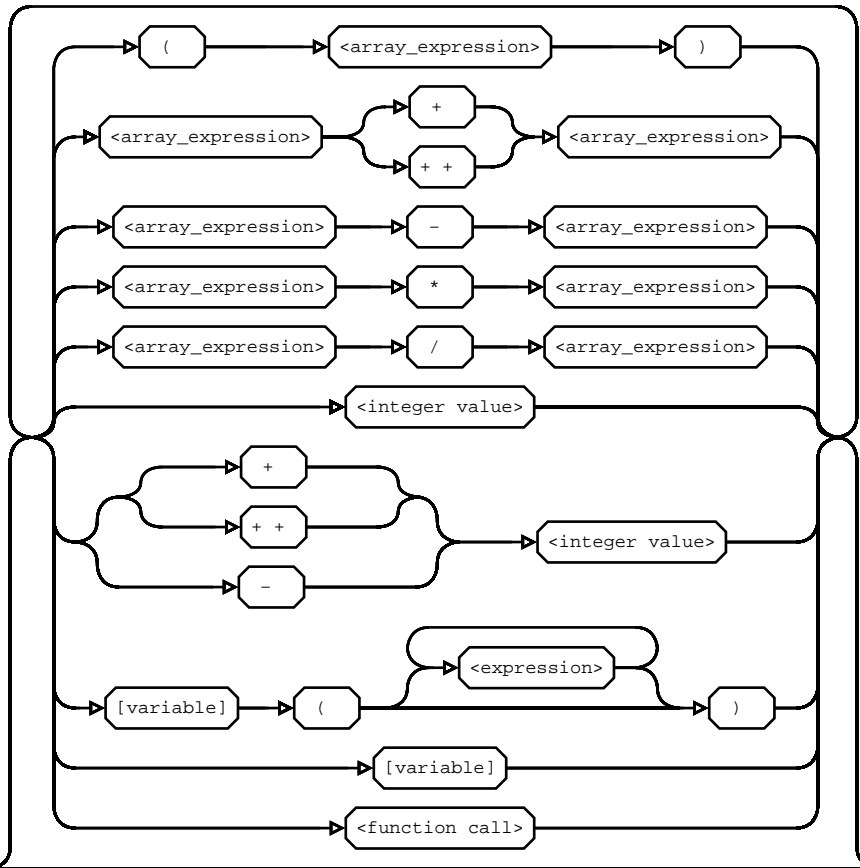 ( <array_expression> )
+
<array_expression> <array_expression>
+ +
<array_expression> - <array_expression>
<array_expression> * <array_expression>
<array_expression> / <array_expression>
<integer value>
+
+ +
<integer value>
-
<expression>
[variable] ( )
[variable]
<function call>